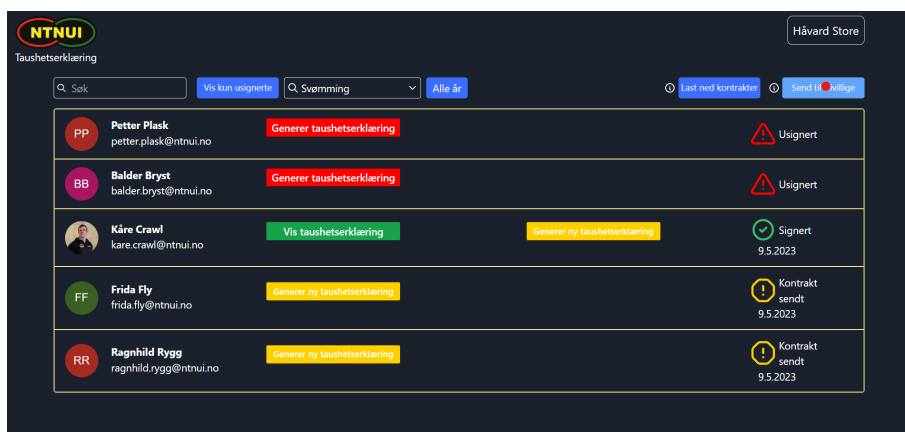 NTNUI
Taushetserklæring
Håvard Store
Søk
Vis kun usignerte
Svømming
Alle år
Last ned kontrakter
Send til frivillige
PP
Petter Plask
petter.plask@ntnui.no
Generer taushetserklæring
Usignert
BB
Balder Bryst
balder.bryst@ntnui.no
Generer taushetserklæring
Usignert
Kåre Crawl
kare.crawl@ntnui.no
Vis taushetserklæring
Generer ny taushetserklæring
Signert
9.5.2023
FF
Frida Fly
frida.fly@ntnui.no
Generer ny taushetserklæring
Kontrakt
sendt
9.5.2023
RR
Ragnhild Rygg
ragnhild.rygg@ntnui.no
Generer ny taushetserklæring
Kontrakt
sendt
9.5.2023